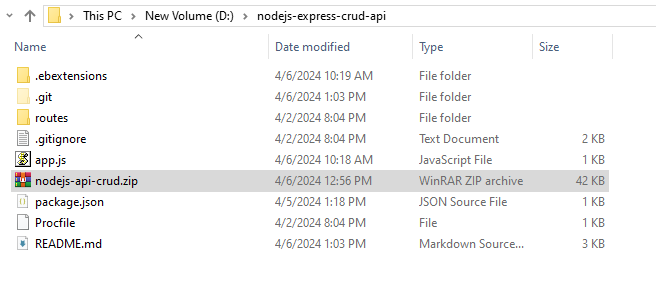 This PC > New Volume (D:) > nodejs-express-crud-api
Name Date modified Type Size
.ebextensions 4/6/2024 10:19 AM File folder
.git 4/6/2024 1:03 PM File folder
routes 4/2/2024 8:04 PM File folder
.gitignore 4/2/2024 8:04 PM Text Document 2 KB
app.js 4/6/2024 10:18 AM JavaScript File 1 KB
nodejs-api-crud.zip 4/6/2024 12:56 PM WinRAR ZIP archive 42 KB
package.json 4/5/2024 1:18 PM JSON Source File 1 KB
Procfile 4/2/2024 8:04 PM File 1 KB
README.md 4/6/2024 1:03 PM Markdown Source... 3 KB